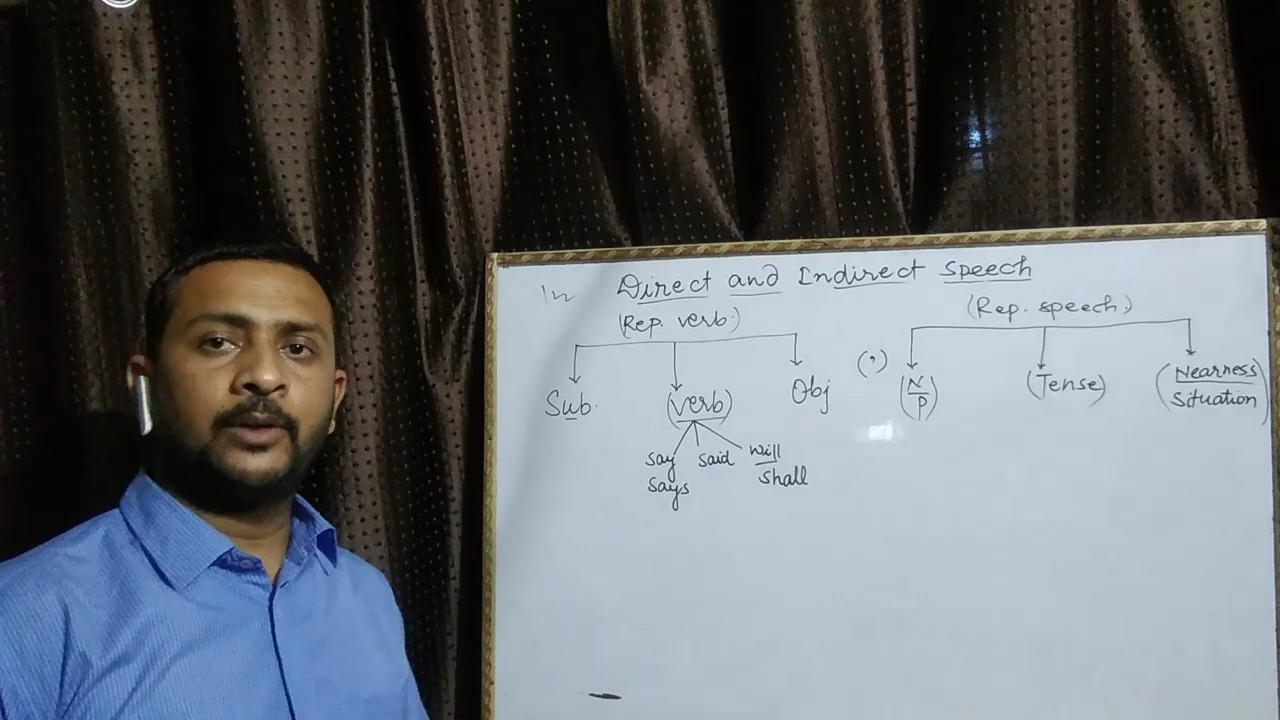 In Direct and Indirect Speech
(Rep. verb.)
(Rep. speech)
Sub.
(verb)
Obj
(,)
(N/P)
(Tense)
(Nearness
Situation)
say
says
said
will
shall